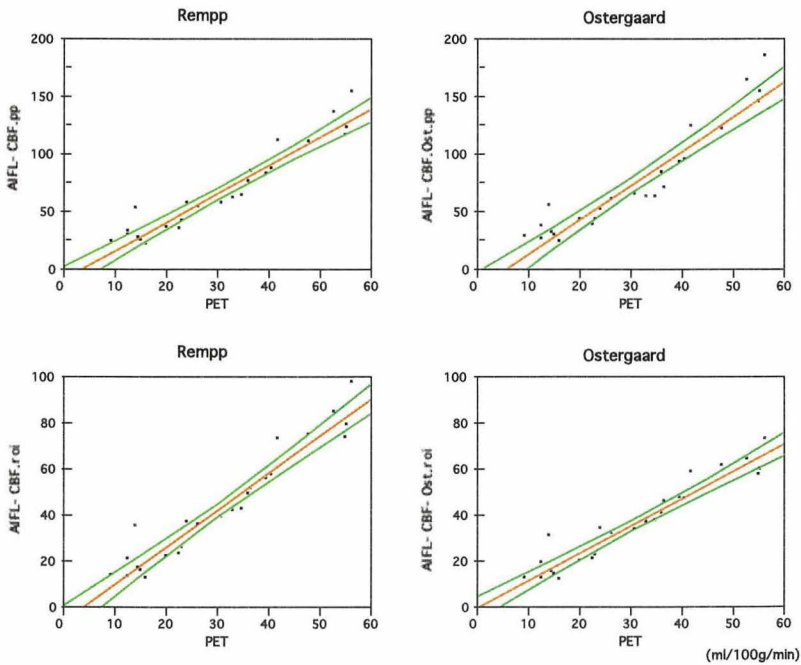 Rempp
200
150
100
50
0
AIFL- CBF.pp
0 10 20 30 40 50 60
PET
Ostergaard
200
150
100
50
0
AIFL- CBF.Ost.pp
0 10 20 30 40 50 60
PET
Rempp
100
80
60
40
20
0
AIFL- CBF.roi
0 10 20 30 40 50 60
PET
Ostergaard
100
80
60
40
20
0
AIFL- CBF- Ost.roi
0 10 20 30 40 50 60
PET
(ml/100g/min)